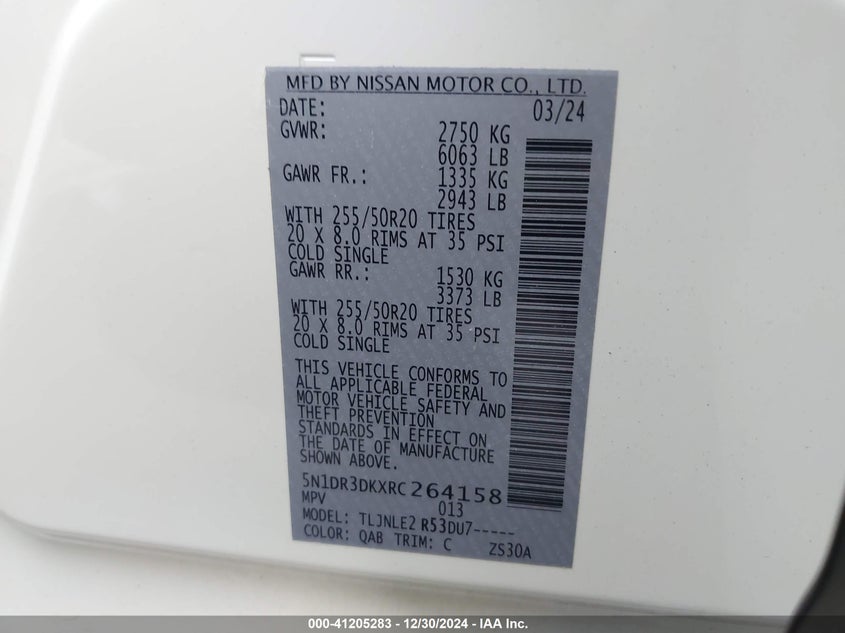 MFD BY NISSAN MOTOR CO., LTD.
DATE: 03/24
GVWR: 2750 KG
6063 LB
GAWR FR.: 1335 KG
2943 LB
WITH 255/50R20 TIRES
20 X 8.0 RIMS AT 35 PSI
COLD SINGLE
GAWR RR.: 1530 KG
3373 LB
WITH 255/50R20 TIRES
20 X 8.0 RIMS AT 35 PSI
COLD SINGLE
THIS VEHICLE CONFORMS TO
ALL APPLICABLE FEDERAL
MOTOR VEHICLE SAFETY AND
THEFT PREVENTION
STANDARDS IN EFFECT ON
THE DATE OF MANUFACTURE
SHOWN ABOVE.
5N1DR3DKXRC264158
MPV 013
MODEL: TLJNLE2 R53DU7-----
COLOR: QAB TRIM: C ZS30A
000-41205283 - 12/30/2024 - IAA Inc.